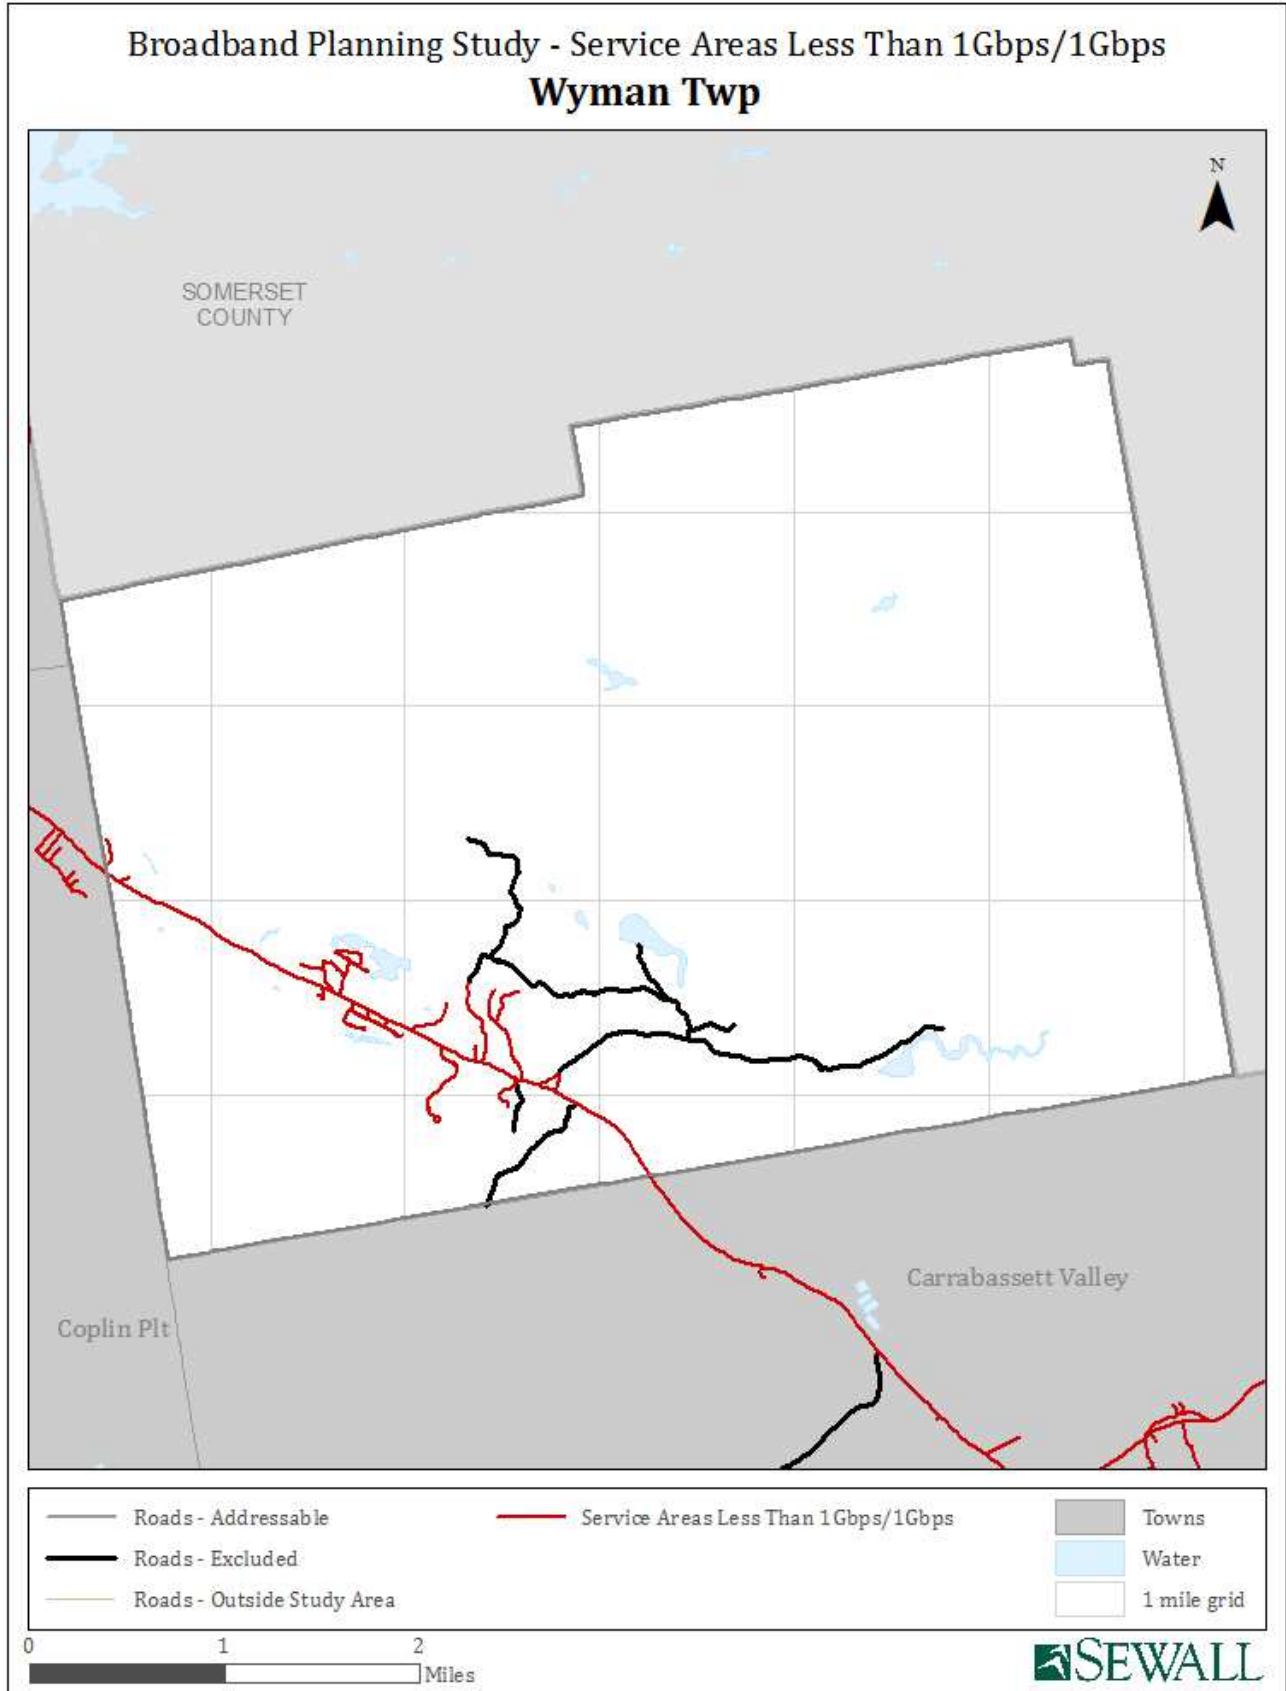 Broadband Planning Study - Service Areas Less Than 1Gbps/1Gbps
Wyman Twp
N
SOMERSET
COUNTY
Carrabassett Valley
Coplin Plt
Roads - Addressable
Service Areas Less Than 1Gbps/1Gbps
Towns
Roads - Excluded
Water
Roads - Outside Study Area
1 mile grid
0 1 2
Miles
SEWALL